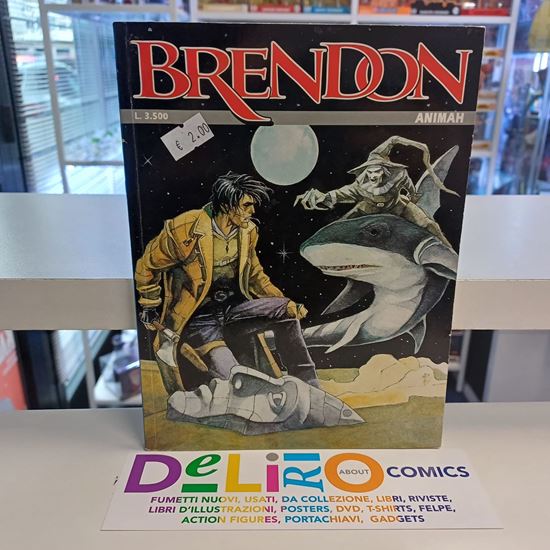 BRENDON
L. 3.500
ANIMAH
€ 2.00
DeLiRiO ABOUT COMICS
FUMETTI NUOVI, USATI, DA COLLEZIONE, LIBRI, RIVISTE,
LIBRI D'ILLUSTRAZIONI, POSTERS, DVD, T-SHIRTS, FELPE,
ACTION FIGURES, PORTACHIAVI, GADGETS